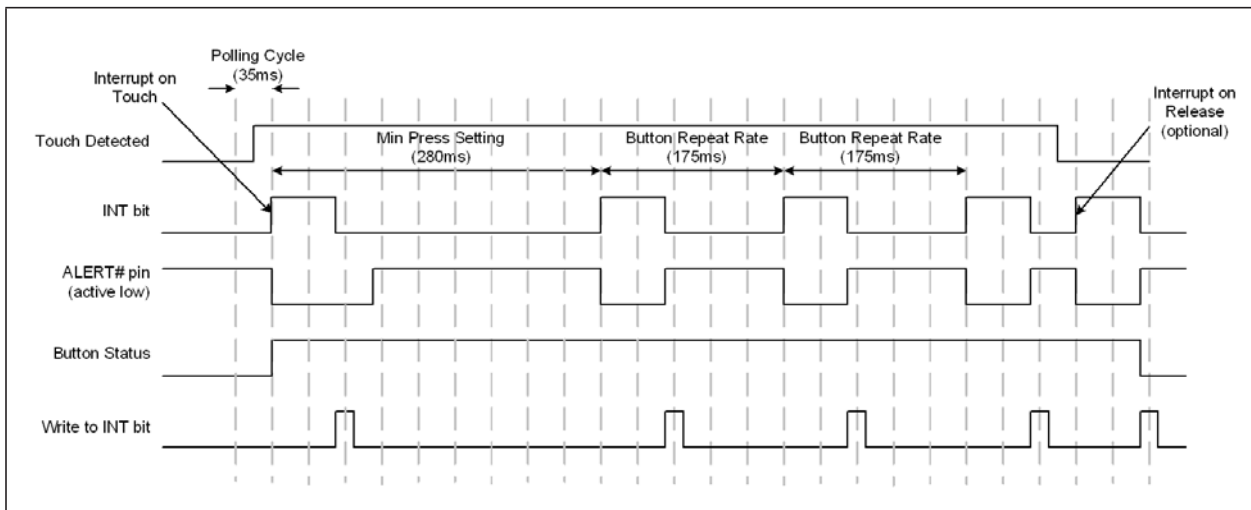 Polling Cycle
(35ms)
Interrupt on
Touch
Interrupt on
Release
(optional)
Touch Detected
Min Press Setting
(280ms)
Button Repeat Rate
(175ms)
Button Repeat Rate
(175ms)
INT bit
ALERT# pin
(active low)
Button Status
Write to INT bit